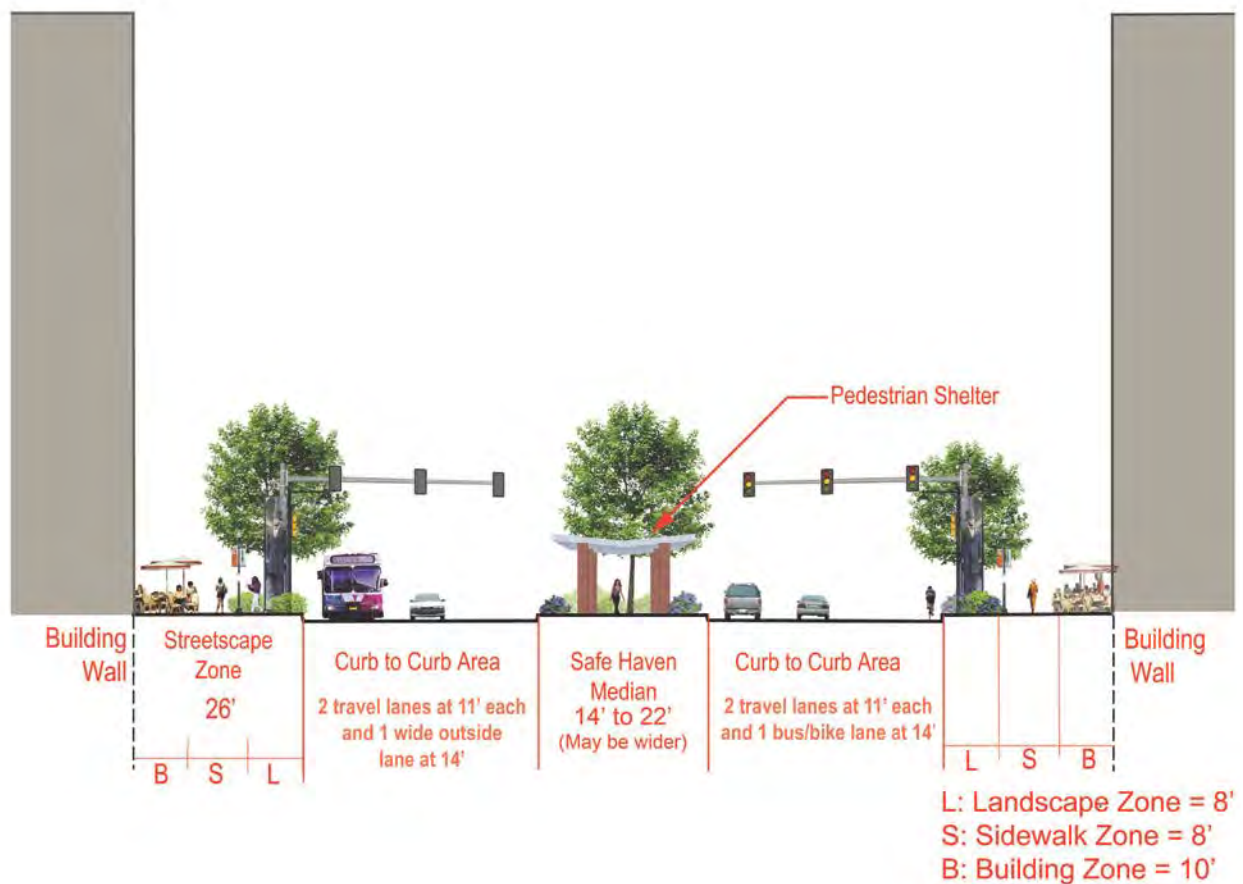 Pedestrian Shelter
Building
Wall
Streetscape
Zone
26'
B
S
L
Curb to Curb Area
2 travel lanes at 11' each
and 1 wide outside
lane at 14'
Safe Haven
Median
14' to 22'
(May be wider)
Curb to Curb Area
2 travel lanes at 11' each
and 1 bus/bike lane at 14'
L
S
B
Building
Wall
L: Landscape Zone = 8'
S: Sidewalk Zone = 8'
B: Building Zone = 10'